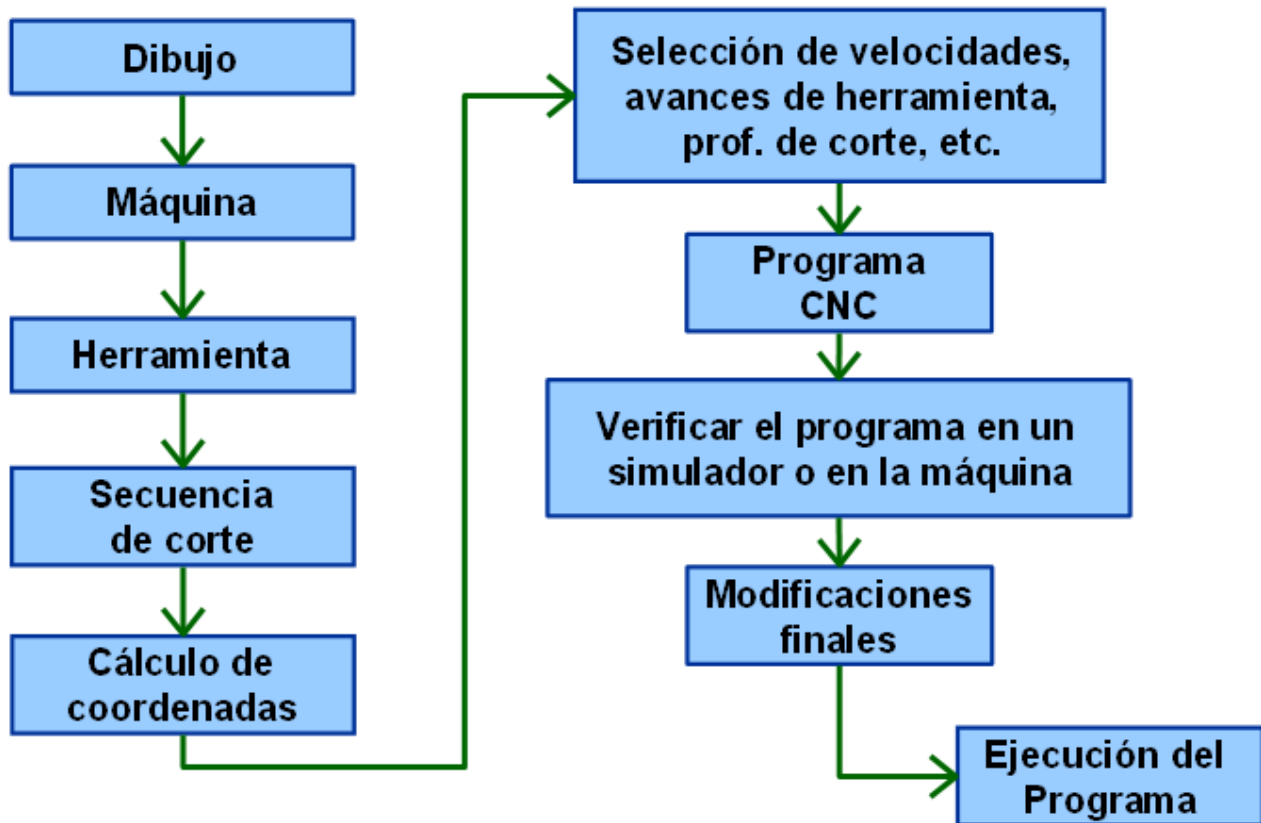 Dibujo
Máquina
Herramienta
Secuencia
de corte
Cálculo de
coordenadas
Selección de velocidades,
avances de herramienta,
prof. de corte, etc.
Programa
CNC
Verificar el programa en un
simulador o en la máquina
Modificaciones
finales
Ejecución del
Programa